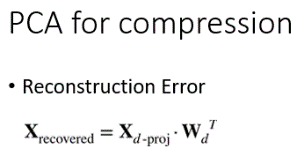 PCA for compression
• Reconstruction Error
X_recovered = X_d-proj · W_d^T